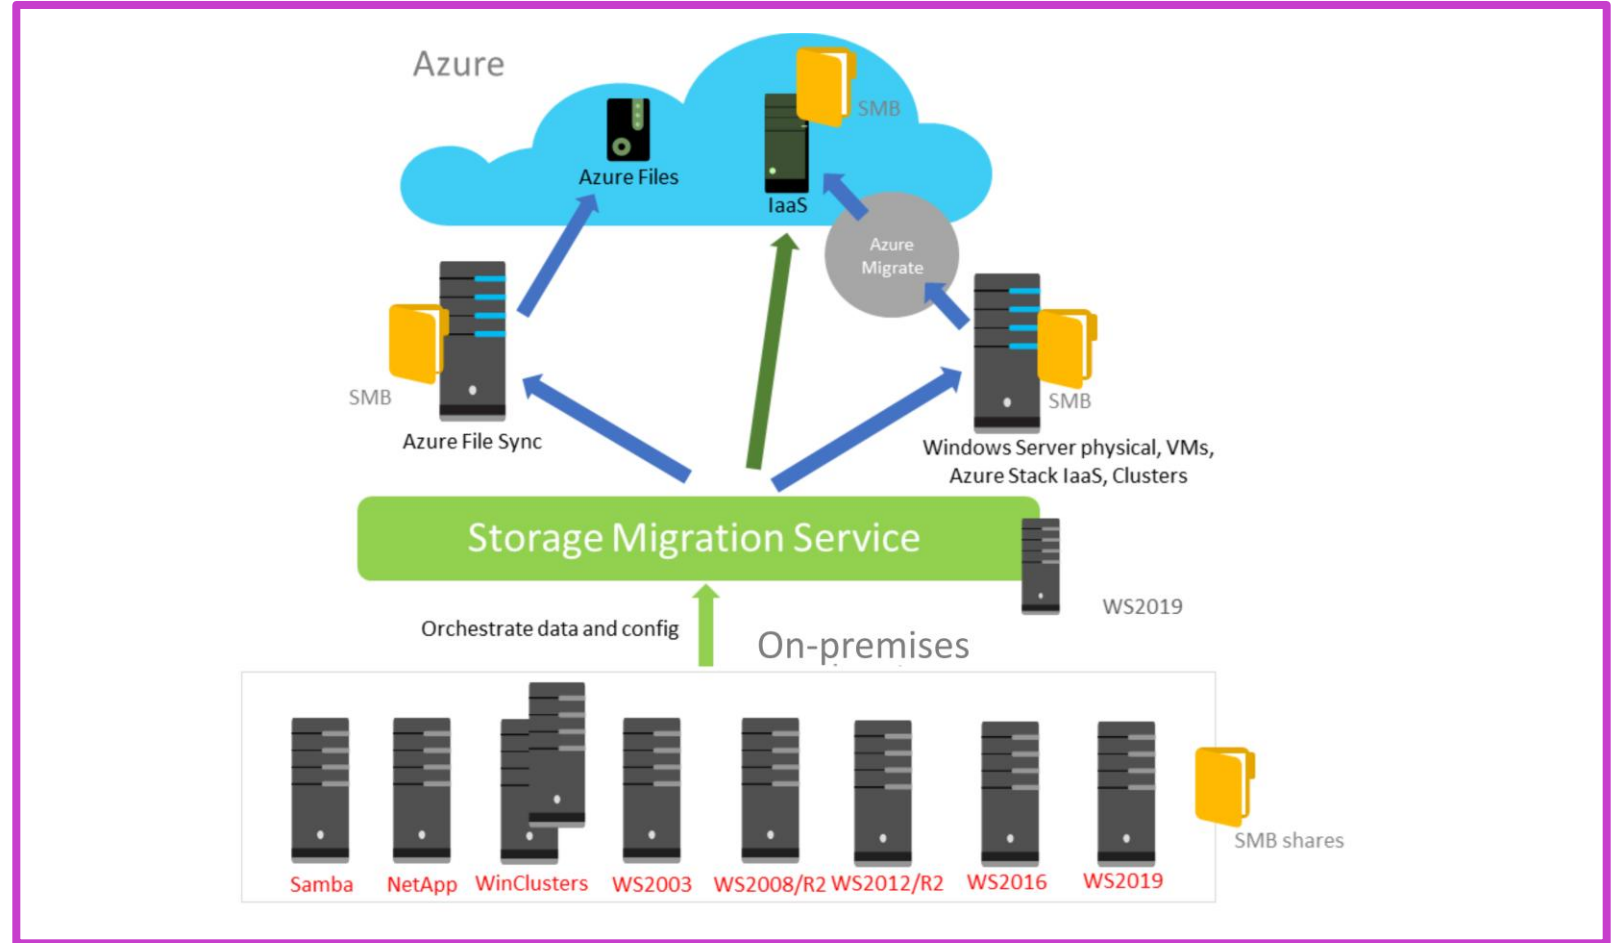 Azure
SMB
Azure Files
IaaS
Azure
Migrate
SMB
Azure File Sync
SMB
Windows Server physical, VMs,
Azure Stack IaaS, Clusters
Storage Migration Service
WS2019
Orchestrate data and config
On-premises
Samba
NetApp
WinClusters
WS2003
WS2008/R2
WS2012/R2
WS2016
WS2019
SMB shares